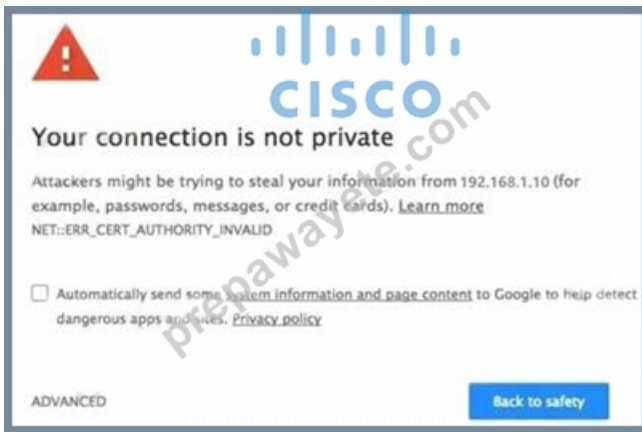 CISCO
Your connection is not private
Attackers might be trying to steal your information from 192.168.1.10 (for
example, passwords, messages, or credit cards). Learn more
NET::ERR_CERT_AUTHORITY_INVALID
Automatically send some system information and page content to Google to help detect
dangerous apps and sites. Privacy policy
ADVANCED
Back to safety
prepawayete.com